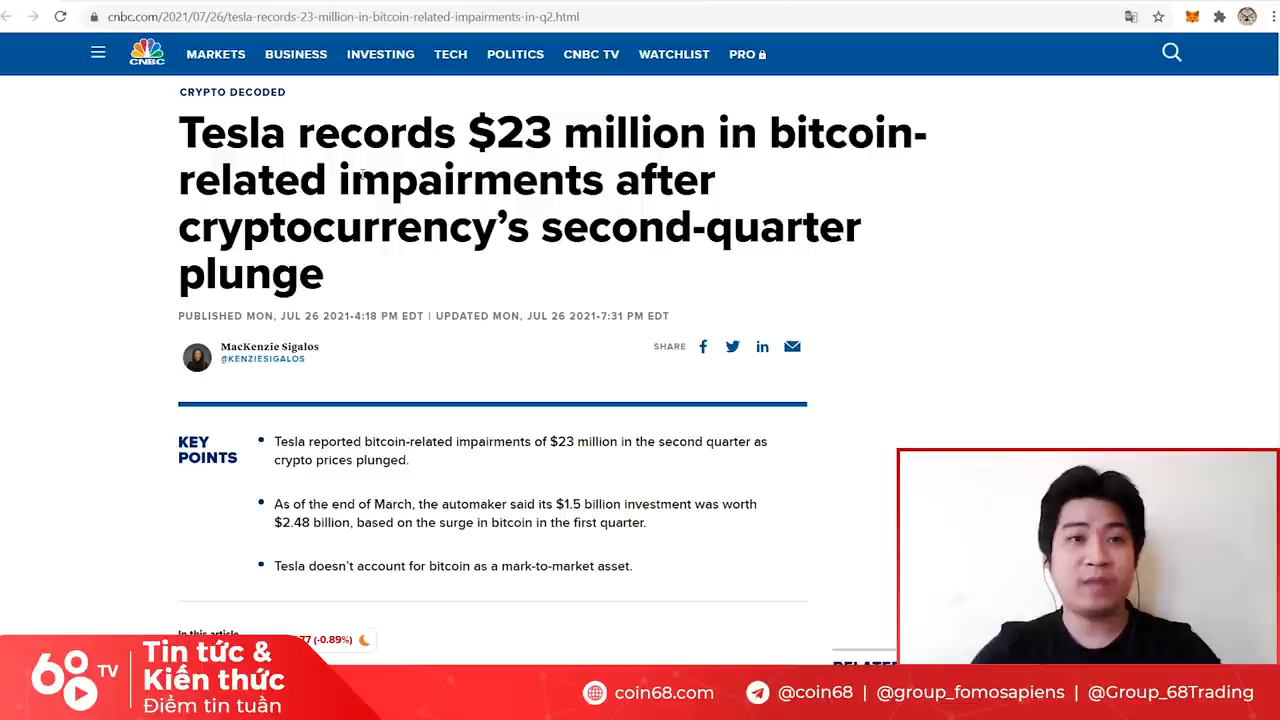 cnbc.com/2021/07/26/tesla-records-23-million-in-bitcoin-related-impairments-in-q2.html
CNBC
MARKETS BUSINESS INVESTING TECH POLITICS CNBC TV WATCHLIST PRO
CRYPTO DECODED
Tesla records $23 million in bitcoin-
related impairments after
cryptocurrency’s second-quarter
plunge
PUBLISHED MON, JUL 26 2021•4:18 PM EDT | UPDATED MON, JUL 26 2021•7:31 PM EDT
MacKenzie Sigalos
@KENZIESIGALOS
SHARE
KEY
POINTS
Tesla reported bitcoin-related impairments of $23 million in the second quarter as
crypto prices plunged.
As of the end of March, the automaker said its $1.5 billion investment was worth
$2.48 billion, based on the surge in bitcoin in the first quarter.
Tesla doesn’t account for bitcoin as a mark-to-market asset.
In this article
77 (-0.89%)
68 TV
Tin tức &
Kiến thức
Điểm tin tuần
coin68.com
@coin68 | @group_fomosapiens | @Group_68Trading